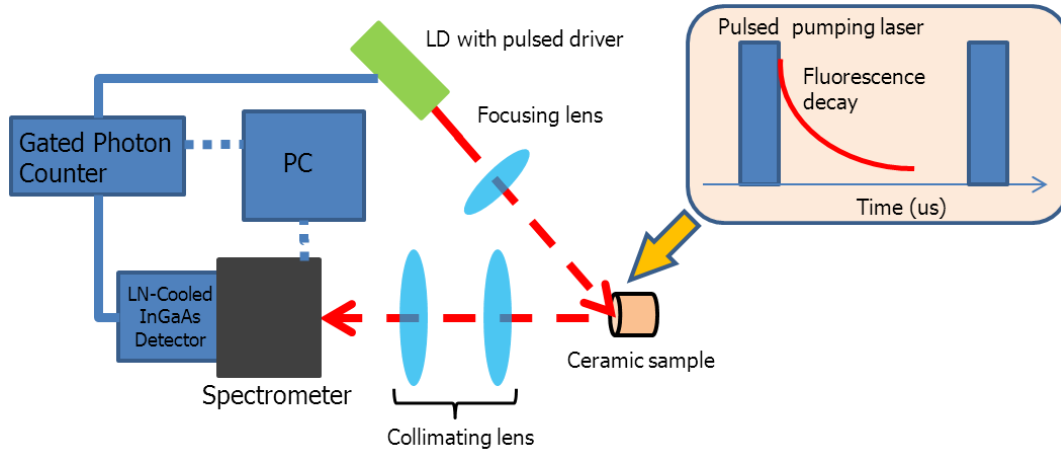 LD with pulsed driver
Focusing lens
Gated Photon
Counter
PC
LN-Cooled
InGaAs
Detector
Spectrometer
Collimating lens
Ceramic sample
Pulsed pumping laser
Fluorescence
decay
Time (us)